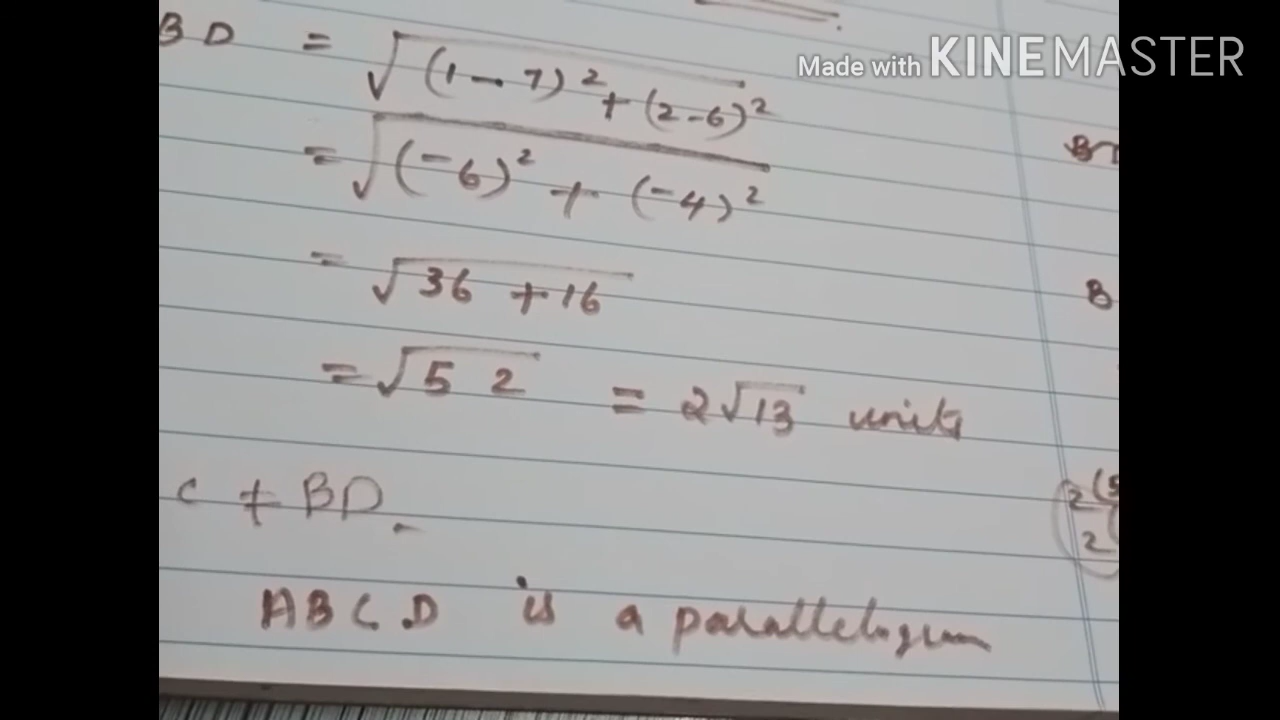 Made with KINEMASTER
BD = √(1-7)² + (2-6)²
= √(-6)² + (-4)²
= √36 + 16
= √52 = 2√13 units
C ≠ BD.
ABCD is a parallelogram
B
2